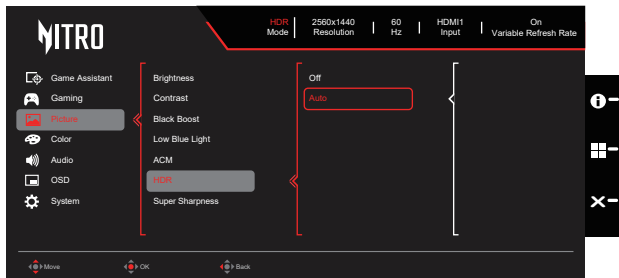 NITRO
HDR 2560x1440 60 HDMI1 On
Mode Resolution Hz Input Variable Refresh Rate
Game Assistant
Gaming
Picture
Color
Audio
OSD
System
Brightness
Contrast
Black Boost
Low Blue Light
ACM
HDR
Super Sharpness
Off
Auto
Move OK Back